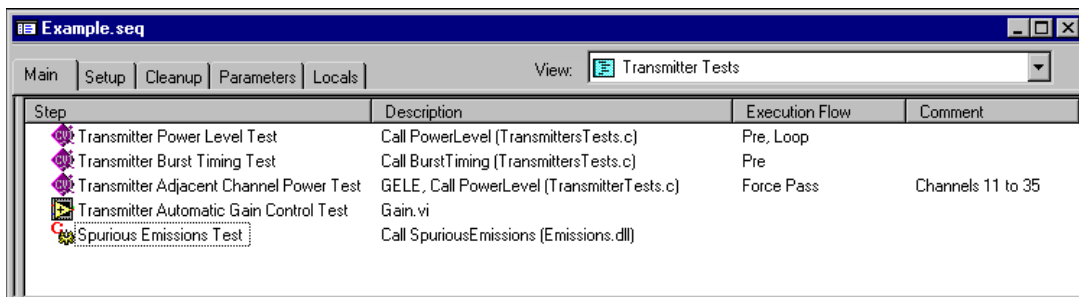 Example.seq
Main Setup Cleanup Parameters Locals View: Transmitter Tests
Step Description Execution Flow Comment
Transmitter Power Level Test Call PowerLevel (TransmittersTests.c) Pre, Loop
Transmitter Burst Timing Test Call BurstTiming (TransmittersTests.c) Pre
Transmitter Adjacent Channel Power Test GELE, Call PowerLevel (TransmitterTests.c) Force Pass Channels 11 to 35
Transmitter Automatic Gain Control Test Gain.vi
Spurious Emissions Test Call SpuriousEmissions (Emissions.dll)